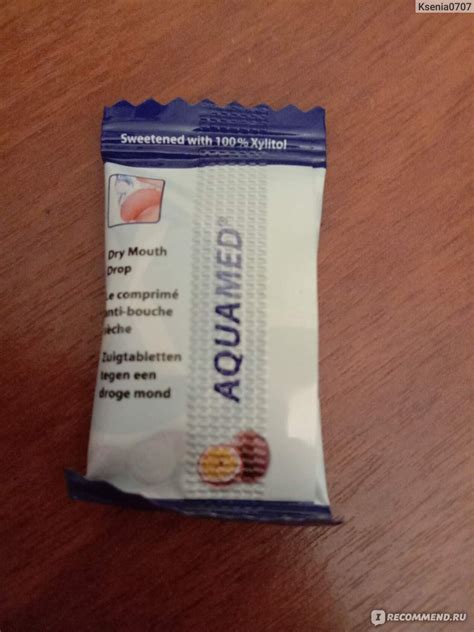 Ksenia0707
Sweetened with 100% Xylitol
Dry Mouth
Drop
Le comprimé
anti-bouche
sèche
Zuigtabletten
tegen een
droge mond
AQUAMED®
I RECOMMEND.RU